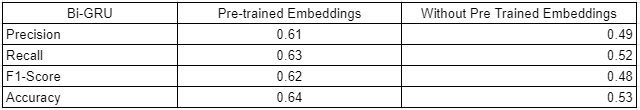 Bi-GRU Pre-trained Embeddings Without Pre Trained Embeddings
Precision 0.61 0.49
Recall 0.63 0.52
F1-Score 0.62 0.48
Accuracy 0.64 0.53